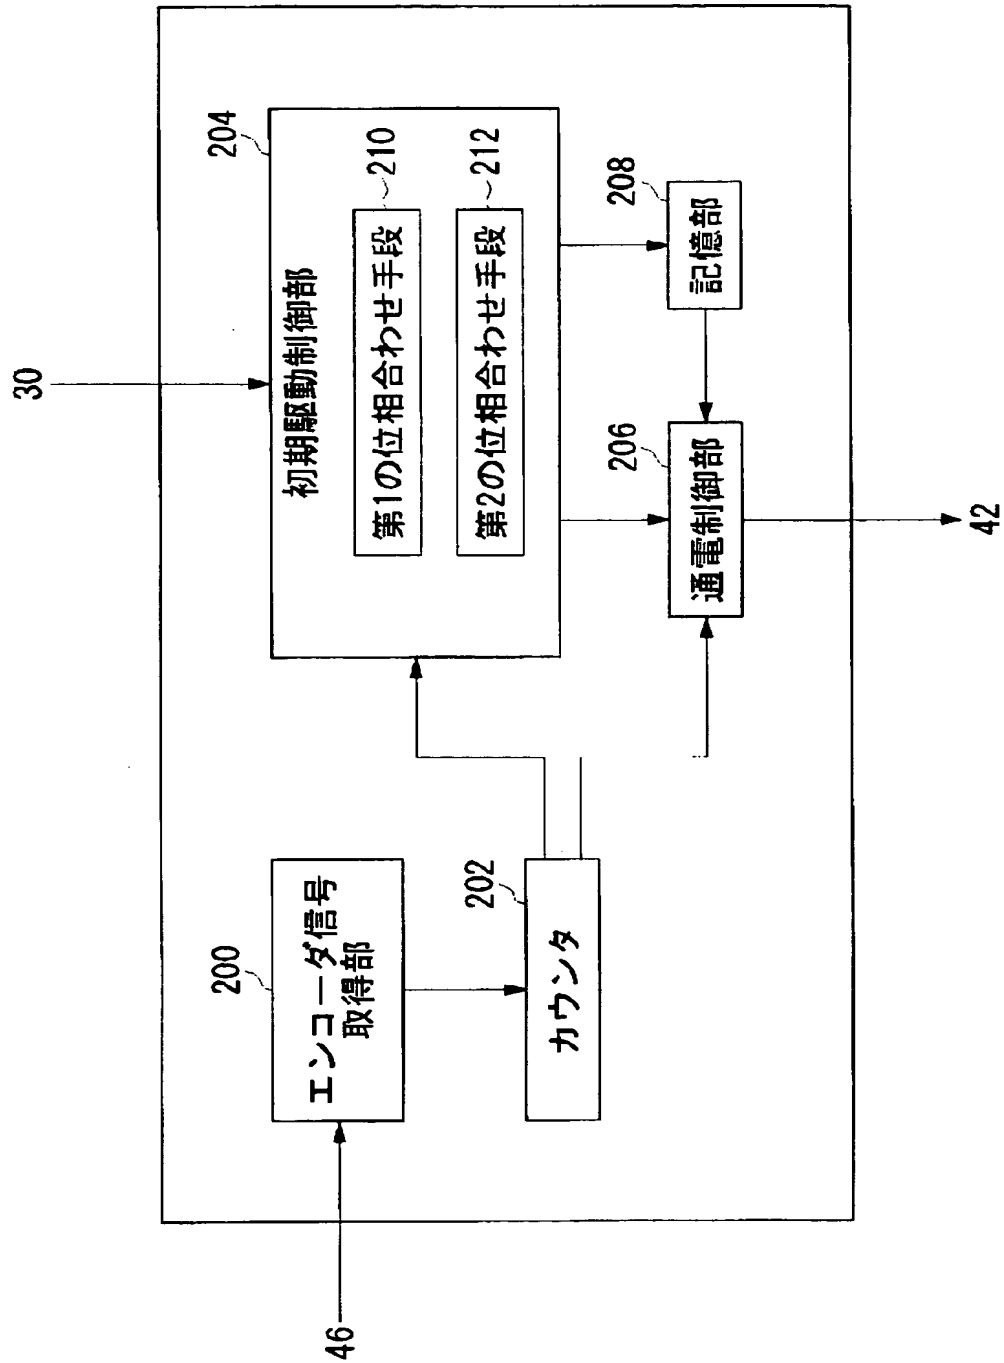 30
204
初期駆動制御部
210
第1の位相合わせ手段
212
第2の位相合わせ手段
208
記憶部
206
通電制御部
42
200
エンコーダ信号
取得部
202
カウンタ
46